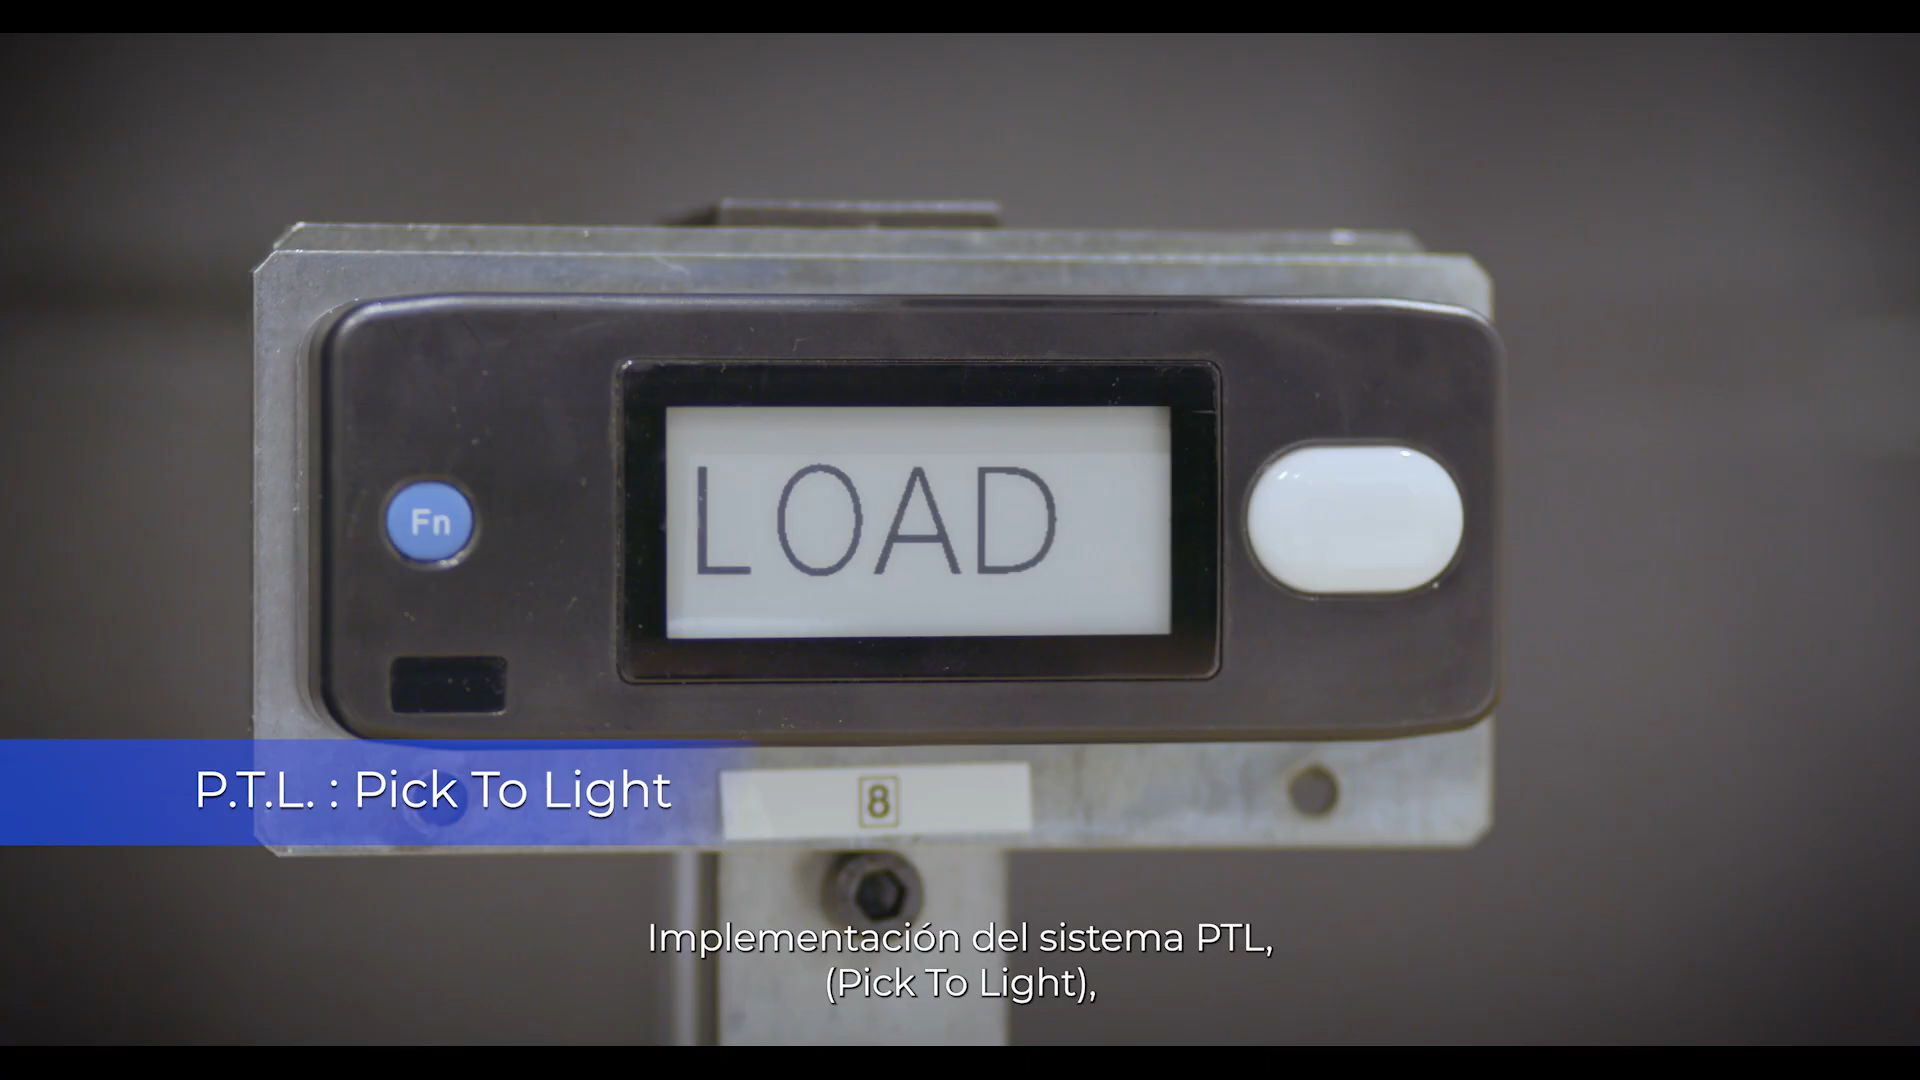 Fn
LOAD
P.T.L. : Pick To Light
8
Implementación del sistema PTL,
(Pick To Light),